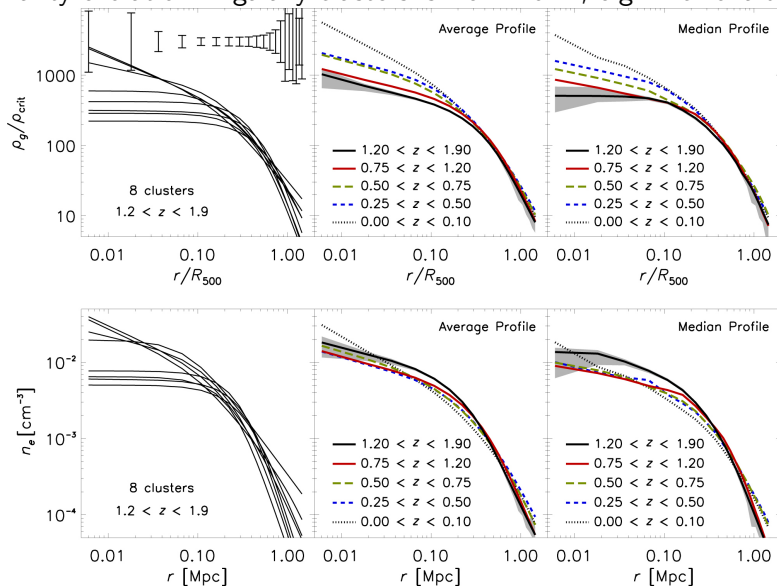 Average Profile
Median Profile
1000
100
10
ρg/ρcrit
8 clusters
1.2 < z < 1.9
1.20 < z < 1.90
0.75 < z < 1.20
0.50 < z < 0.75
0.25 < z < 0.50
0.00 < z < 0.10
1.20 < z < 1.90
0.75 < z < 1.20
0.50 < z < 0.75
0.25 < z < 0.50
0.00 < z < 0.10
0.01 0.10 1.00 0.01 0.10 1.00 0.01 0.10 1.00
r/R500 r/R500 r/R500
Average Profile
Median Profile
10⁻²
10⁻³
10⁻⁴
ne[cm⁻³]
8 clusters
1.2 < z < 1.9
1.20 < z < 1.90
0.75 < z < 1.20
0.50 < z < 0.75
0.25 < z < 0.50
0.00 < z < 0.10
1.20 < z < 1.90
0.75 < z < 1.20
0.50 < z < 0.75
0.25 < z < 0.50
0.00 < z < 0.10
0.01 0.10 1.00 0.01 0.10 1.00 0.01 0.10 1.00
r [Mpc] r [Mpc] r [Mpc]